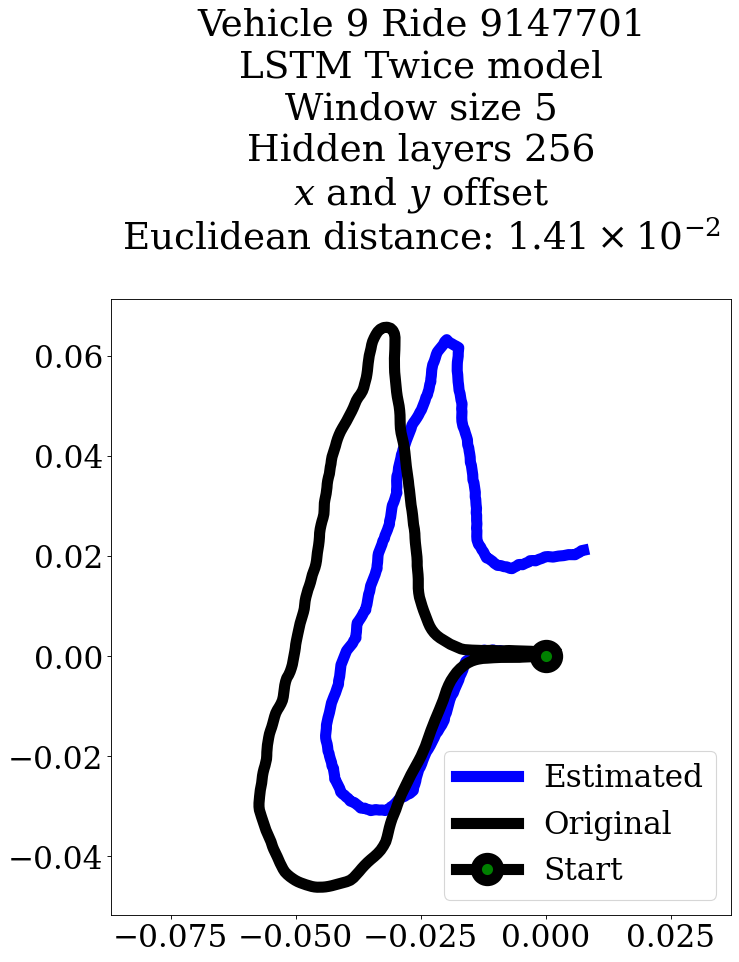 Vehicle 9 Ride 9147701
LSTM Twice model
Window size 5
Hidden layers 256
x and y offset
Euclidean distance: 1.41 × 10⁻²
0.06
0.04
0.02
0.00
−0.02
−0.04
Estimated
Original
Start
−0.075 −0.050 −0.025 0.000 0.025